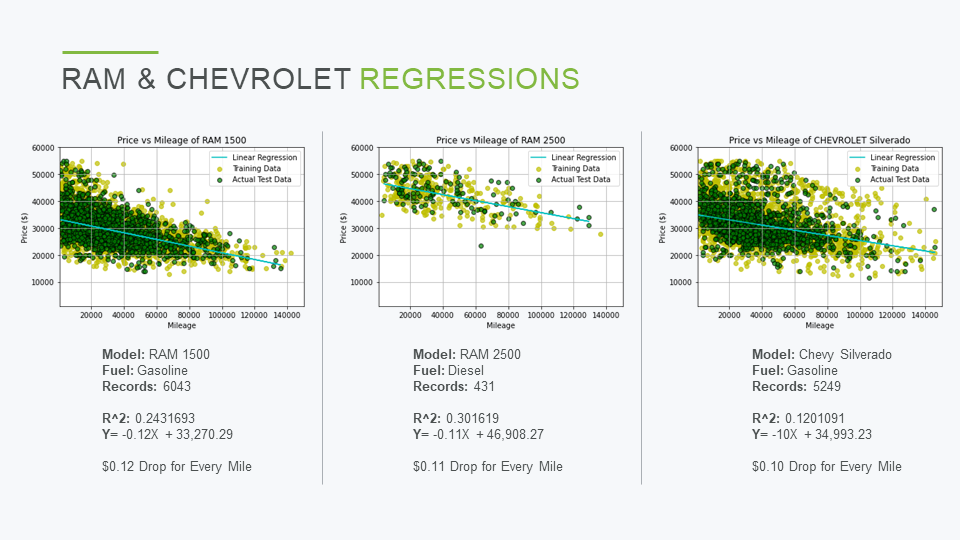 RAM & CHEVROLET REGRESSIONS
Price vs Mileage of RAM 1500
60000
50000
40000
30000
20000
10000
Price ($)
Linear Regression
Training Data
Actual Test Data
20000 40000 60000 80000 100000 120000 140000
Mileage
Model: RAM 1500
Fuel: Gasoline
Records: 6043
R^2: 0.2431693
Y= -0.12X + 33,270.29
$0.12 Drop for Every Mile
Price vs Mileage of RAM 2500
60000
50000
40000
30000
20000
10000
Price ($)
Linear Regression
Training Data
Actual Test Data
20000 40000 60000 80000 100000 120000 140000
Mileage
Model: RAM 2500
Fuel: Diesel
Records: 431
R^2: 0.301619
Y= -0.11X + 46,908.27
$0.11 Drop for Every Mile
Price vs Mileage of CHEVROLET Silverado
60000
50000
40000
30000
20000
10000
Price ($)
Linear Regression
Training Data
Actual Test Data
20000 40000 60000 80000 100000 120000 140000
Mileage
Model: Chevy Silverado
Fuel: Gasoline
Records: 5249
R^2: 0.1201091
Y= -10X + 34,993.23
$0.10 Drop for Every Mile